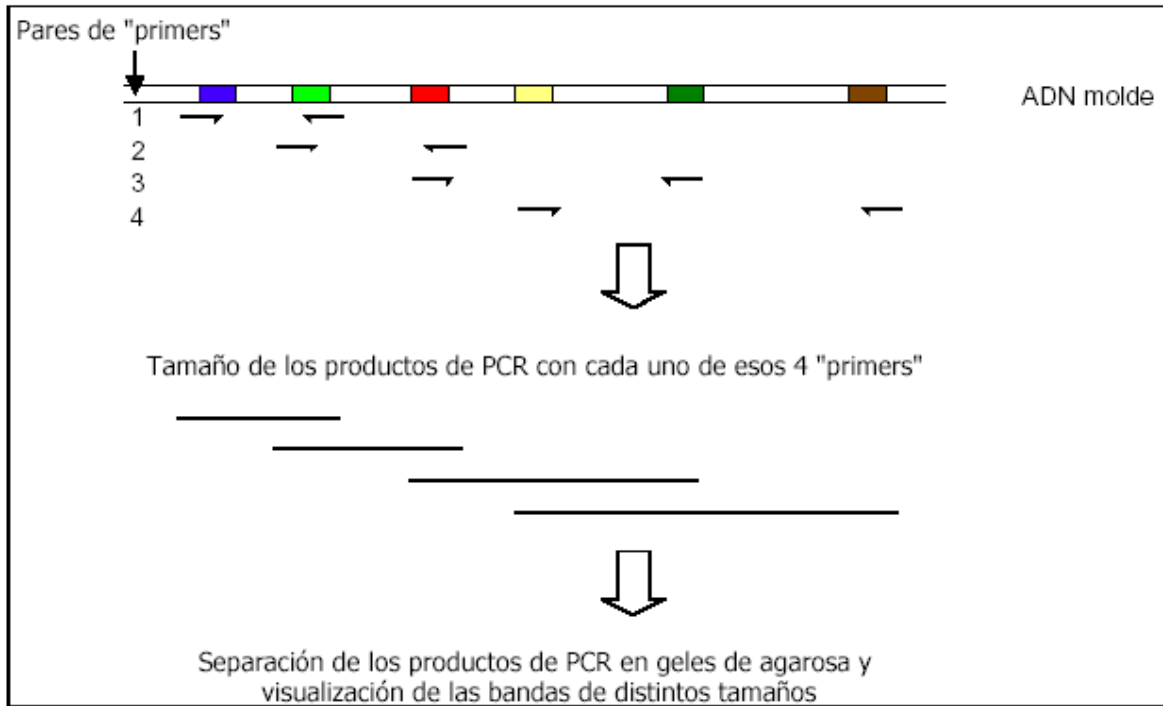 Pares de "primers"
ADN molde
1
2
3
4
Tamaño de los productos de PCR con cada uno de esos 4 "primers"
Separación de los productos de PCR en geles de agarosa y
visualización de las bandas de distintos tamaños